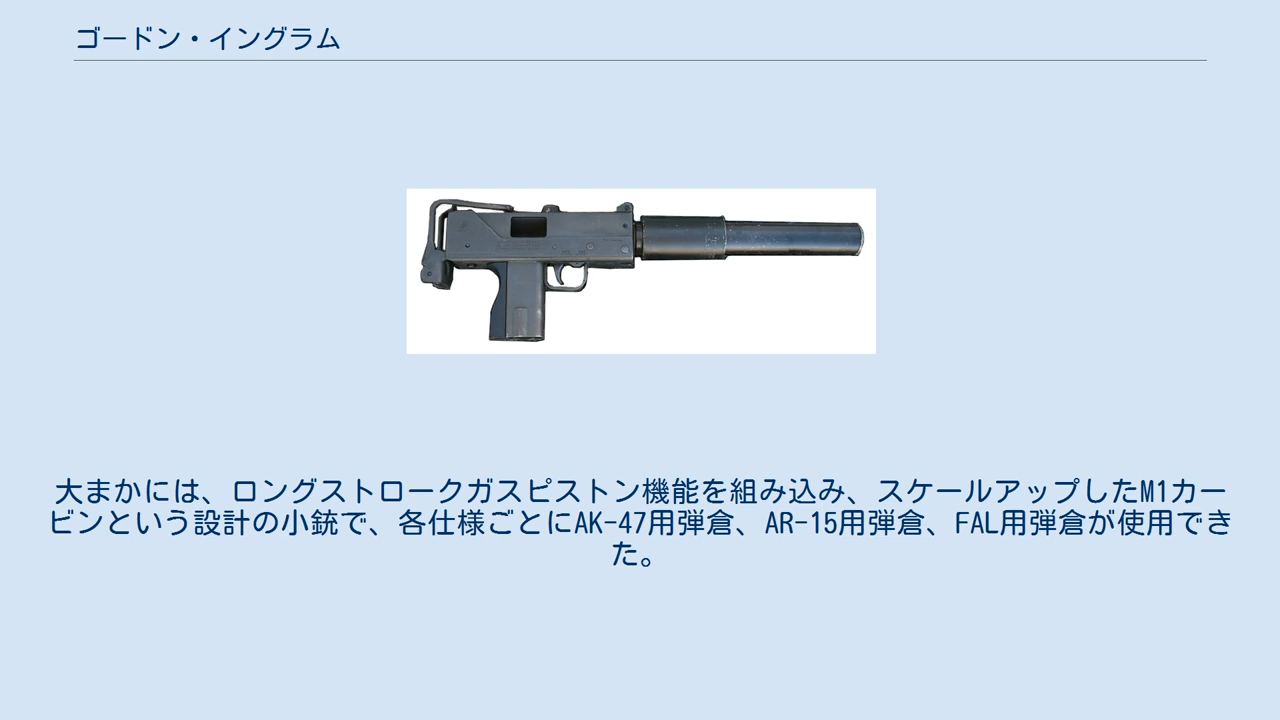 ゴードン・イングラム
大まかには、ロングストロークガスピストン機能を組み込み、スケールアップしたM1カー
ビンという設計の小銃で、各仕様ごとにAK-47用弾倉、AR-15用弾倉、FAL用弾倉が使用でき
た。